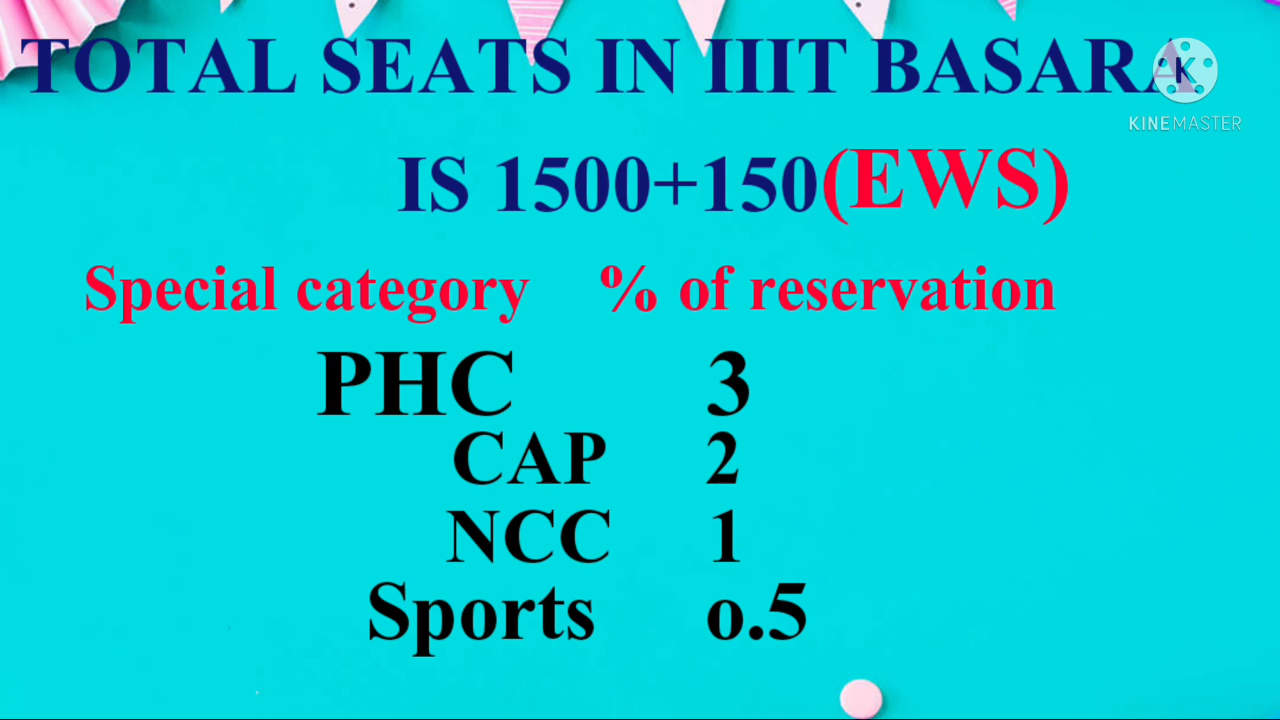 TOTAL SEATS IN IIIT BASARA
K
KINEMASTER
IS 1500+150(EWS)
Special category % of reservation
PHC 3
CAP 2
NCC 1
Sports o.5